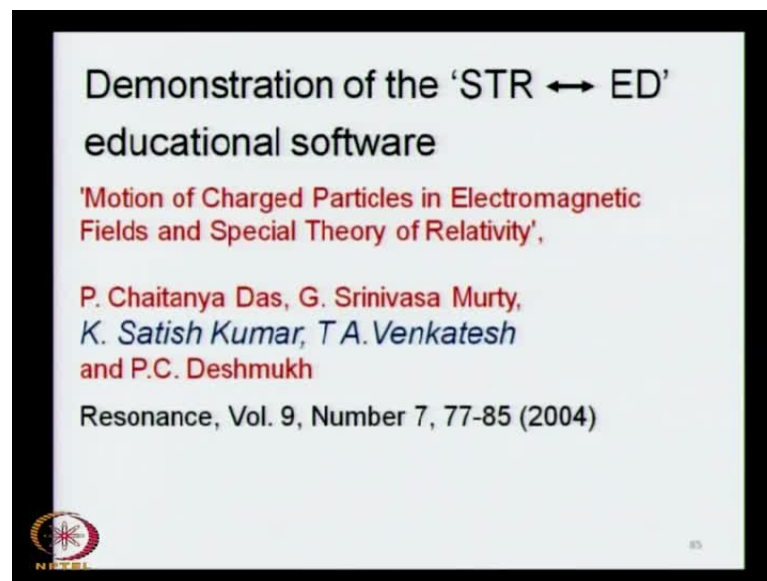 Demonstration of the ‘STR ↔ ED’
educational software
'Motion of Charged Particles in Electromagnetic
Fields and Special Theory of Relativity',
P. Chaitanya Das, G. Srinivasa Murty,
K. Satish Kumar, T A. Venkatesh
and P.C. Deshmukh
Resonance, Vol. 9, Number 7, 77-85 (2004)
85
NPTEL